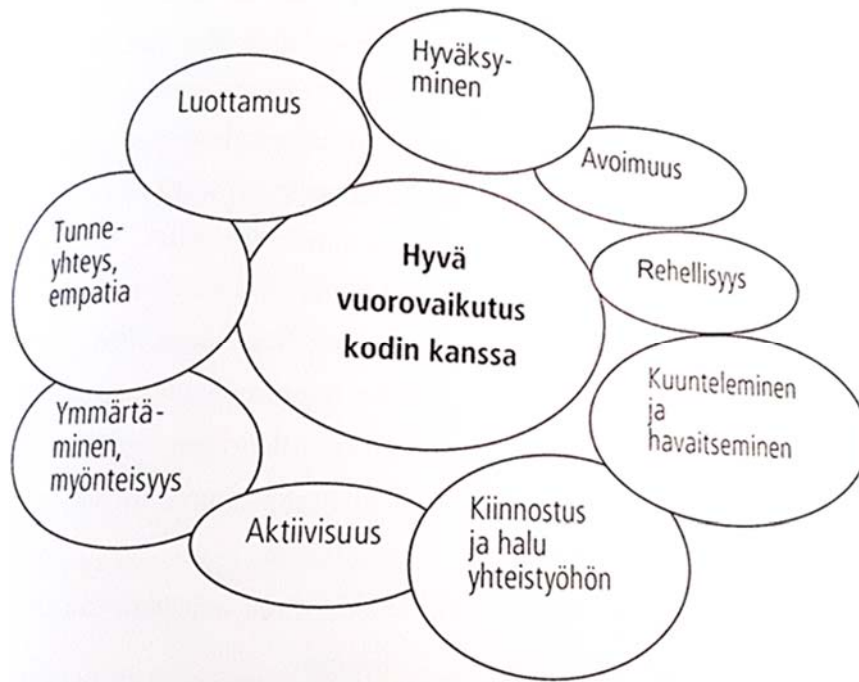 Hyväksy-
minen
Luottamus
Avoimuus
Tunne-
yhteys,
empatia
Hyvä
vuorovaikutus
kodin kanssa
Rehellisyys
Kuunteleminen
ja
havaitseminen
Ymmärtä-
minen,
myönteisyys
Aktiivisuus
Kiinnostus
ja halu
yhteistyöhön